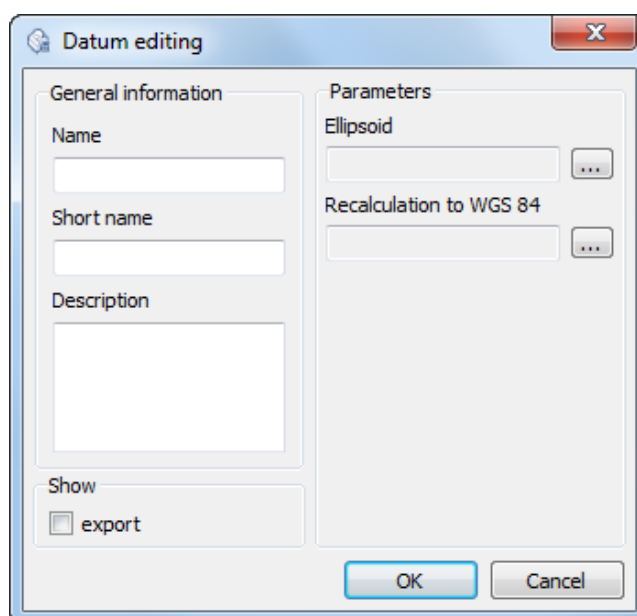 Datum editing
General information
Name
Short name
Description
Show
export
Parameters
Ellipsoid
...
Recalculation to WGS 84
...
OK
Cancel